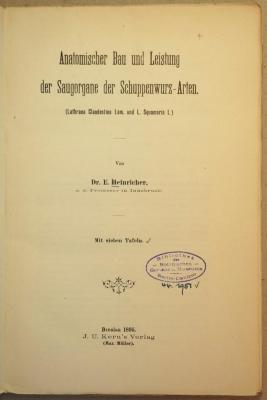 Anatomischer Bau und Leistung
der Saugorgane der Schuppenwurz-Arten.
(Lathraea Clandestina Lam. und L. Squamaria L.)
Von
Dr. E. Heinricher,
o. ö. Professor in Innsbruck.
Mit sieben Tafeln.
Bibliothek
Breslau 1895.
J. U. Kern's Verlag
(Max Müller).